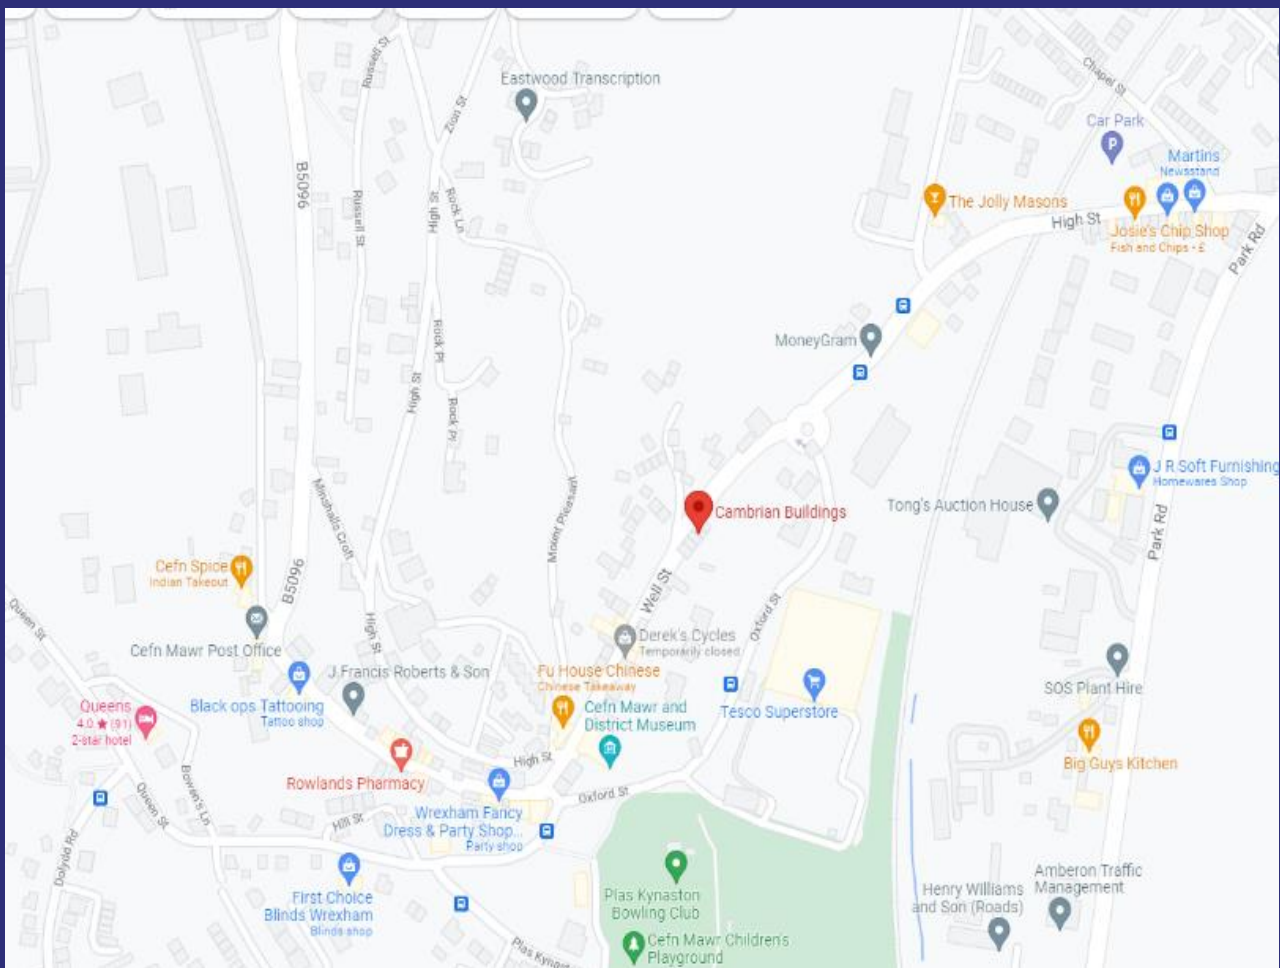 Eastwood Transcription
Russell St
Zion St
Chapel St
Car Park
P
Martins
Newsstand
B5096
Russell St
High St
Rock Ln
The Jolly Masons
High St
Josie's Chip Shop
Fish and Chips - £
Park Rd
MoneyGram
Rock Pl
High St
Rock Pl
J R Soft Furnishing
Homewares Shop
Minshalls Croft
Mount Pleasant
Cambrian Buildings
Tong's Auction House
Park Rd
Cefn Spice
Indian Takeout
B5096
Queen St
Well St
Oxford St
High St
Cefn Mawr Post Office
Derek's Cycles
Temporarily closed
J Francis Roberts & Son
Fu House Chinese
Chinese Takeaway
SOS Plant Hire
Black ops Tattooing
Tattoo shop
Queens
4.0 ★ (91)
2-star hotel
Cefn Mawr and
District Museum
Tesco Superstore
High St
Big Guys Kitchen
Rowlands Pharmacy
Bowan's Ln
Queen St
Oxford St
Wrexham Fancy
Dress & Party Shop...
Party shop
Hill St
Dolydd Rd
First Choice
Blinds Wrexham
Blinds shop
Plas Kynaston
Bowling Club
Amberon Traffic
Management
Henry Williams
and Son (Roads)
Cefn Mawr Children's
Playground
Plas Kynast